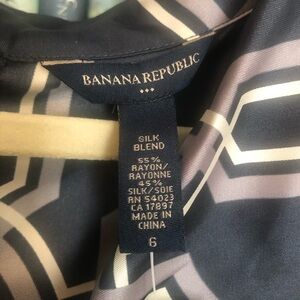 BANANA REPUBLIC
SILK
BLEND
55%
RAYON/
RAYONNE
45%
SILK/SOIE
RN 54023
CA 17897
MADE IN
CHINA
6